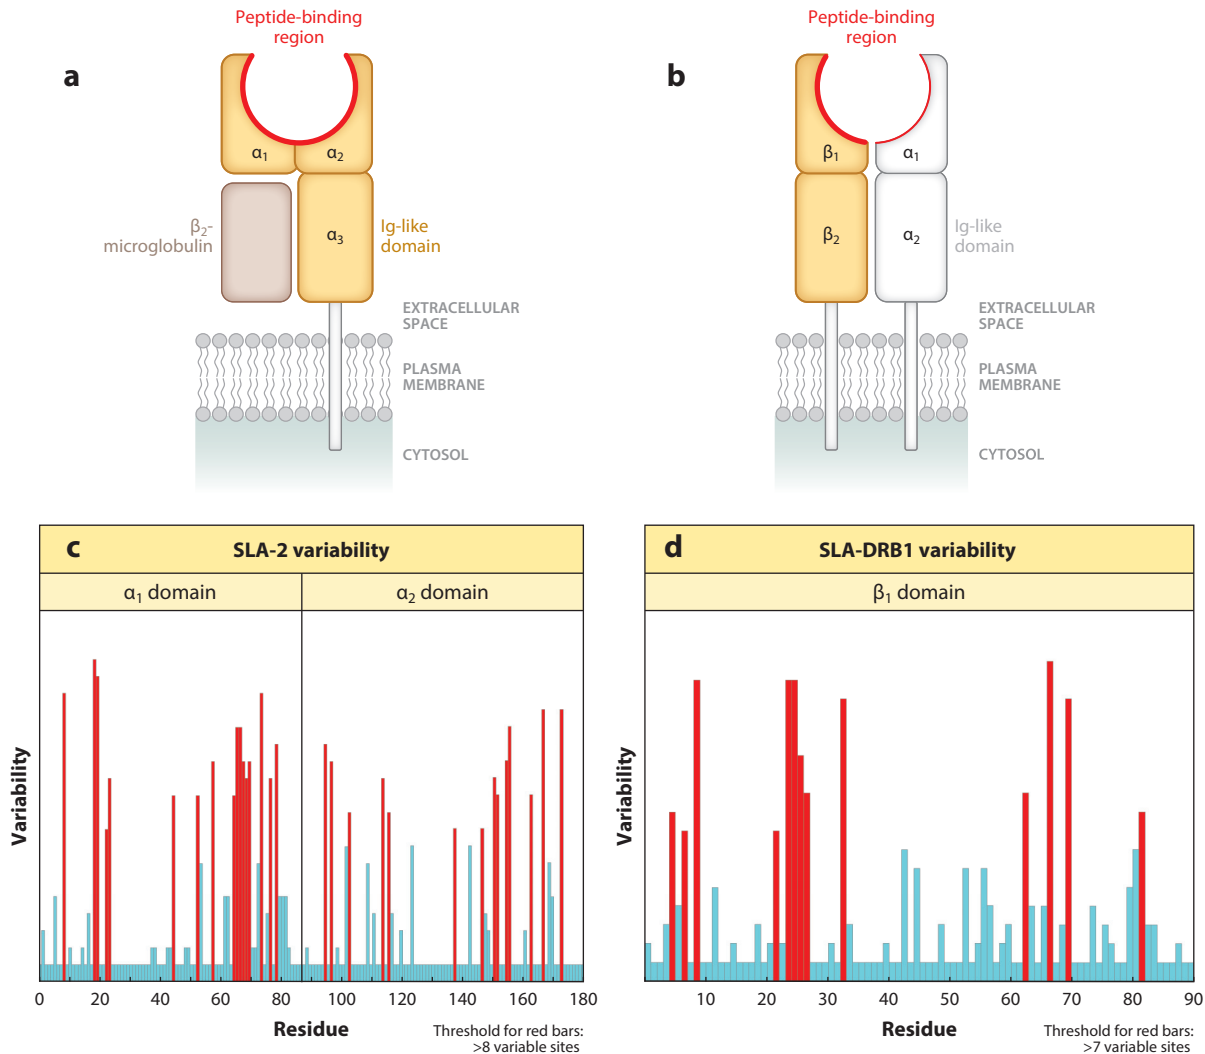 Peptide-binding
region
a
α₁
α₂
β₂-
microglobulin
α₃
Ig-like
domain
EXTRACELLULAR
SPACE
PLASMA
MEMBRANE
CYTOSOL
Peptide-binding
region
b
β₁
α₁
β₂
α₂
Ig-like
domain
EXTRACELLULAR
SPACE
PLASMA
MEMBRANE
CYTOSOL
c
SLA-2 variability
α₁ domain
α₂ domain
Variability
0 20 40 60 80 100 120 140 160 180
Residue
Threshold for red bars:
>8 variable sites
d
SLA-DRB1 variability
β₁ domain
Variability
10 20 30 40 50 60 70 80 90
Residue
Threshold for red bars:
>7 variable sites